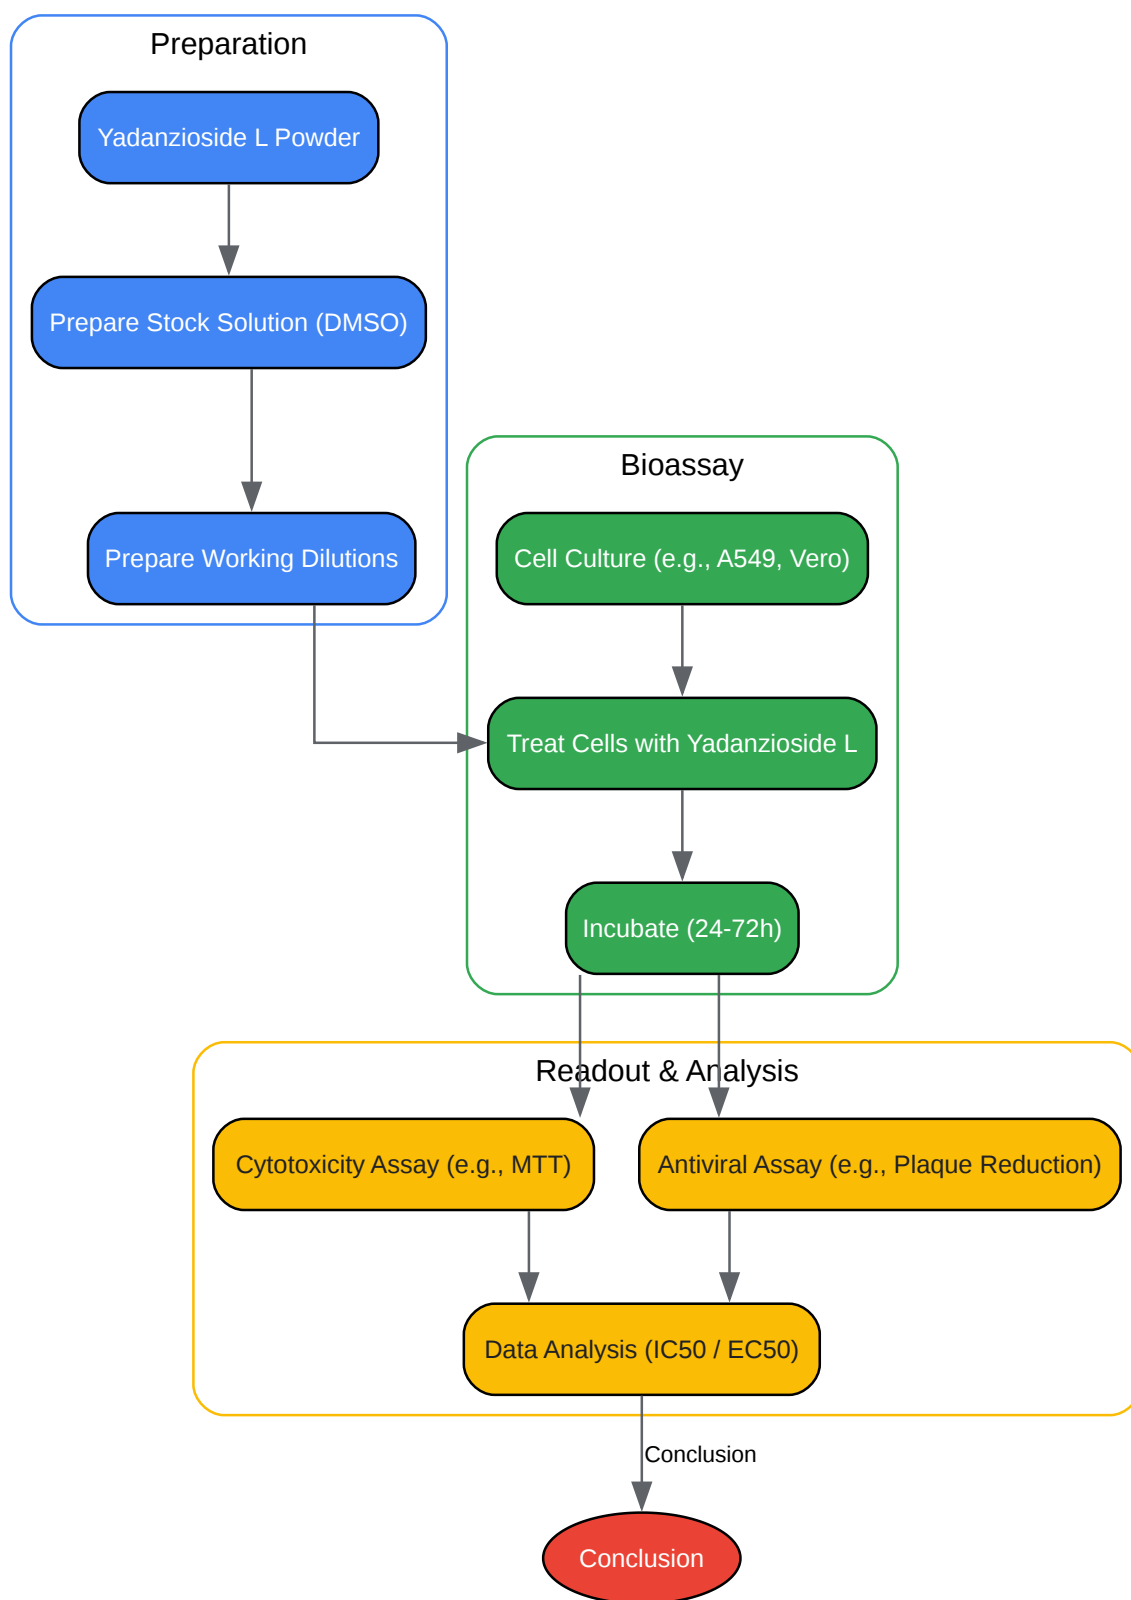 Preparation
Yadanzioside L Powder
Prepare Stock Solution (DMSO)
Prepare Working Dilutions
Bioassay
Cell Culture (e.g., A549, Vero)
Treat Cells with Yadanzioside L
Incubate (24-72h)
Readout & Analysis
Cytotoxicity Assay (e.g., MTT)
Antiviral Assay (e.g., Plaque Reduction)
Data Analysis (IC50 / EC50)
Conclusion
Conclusion